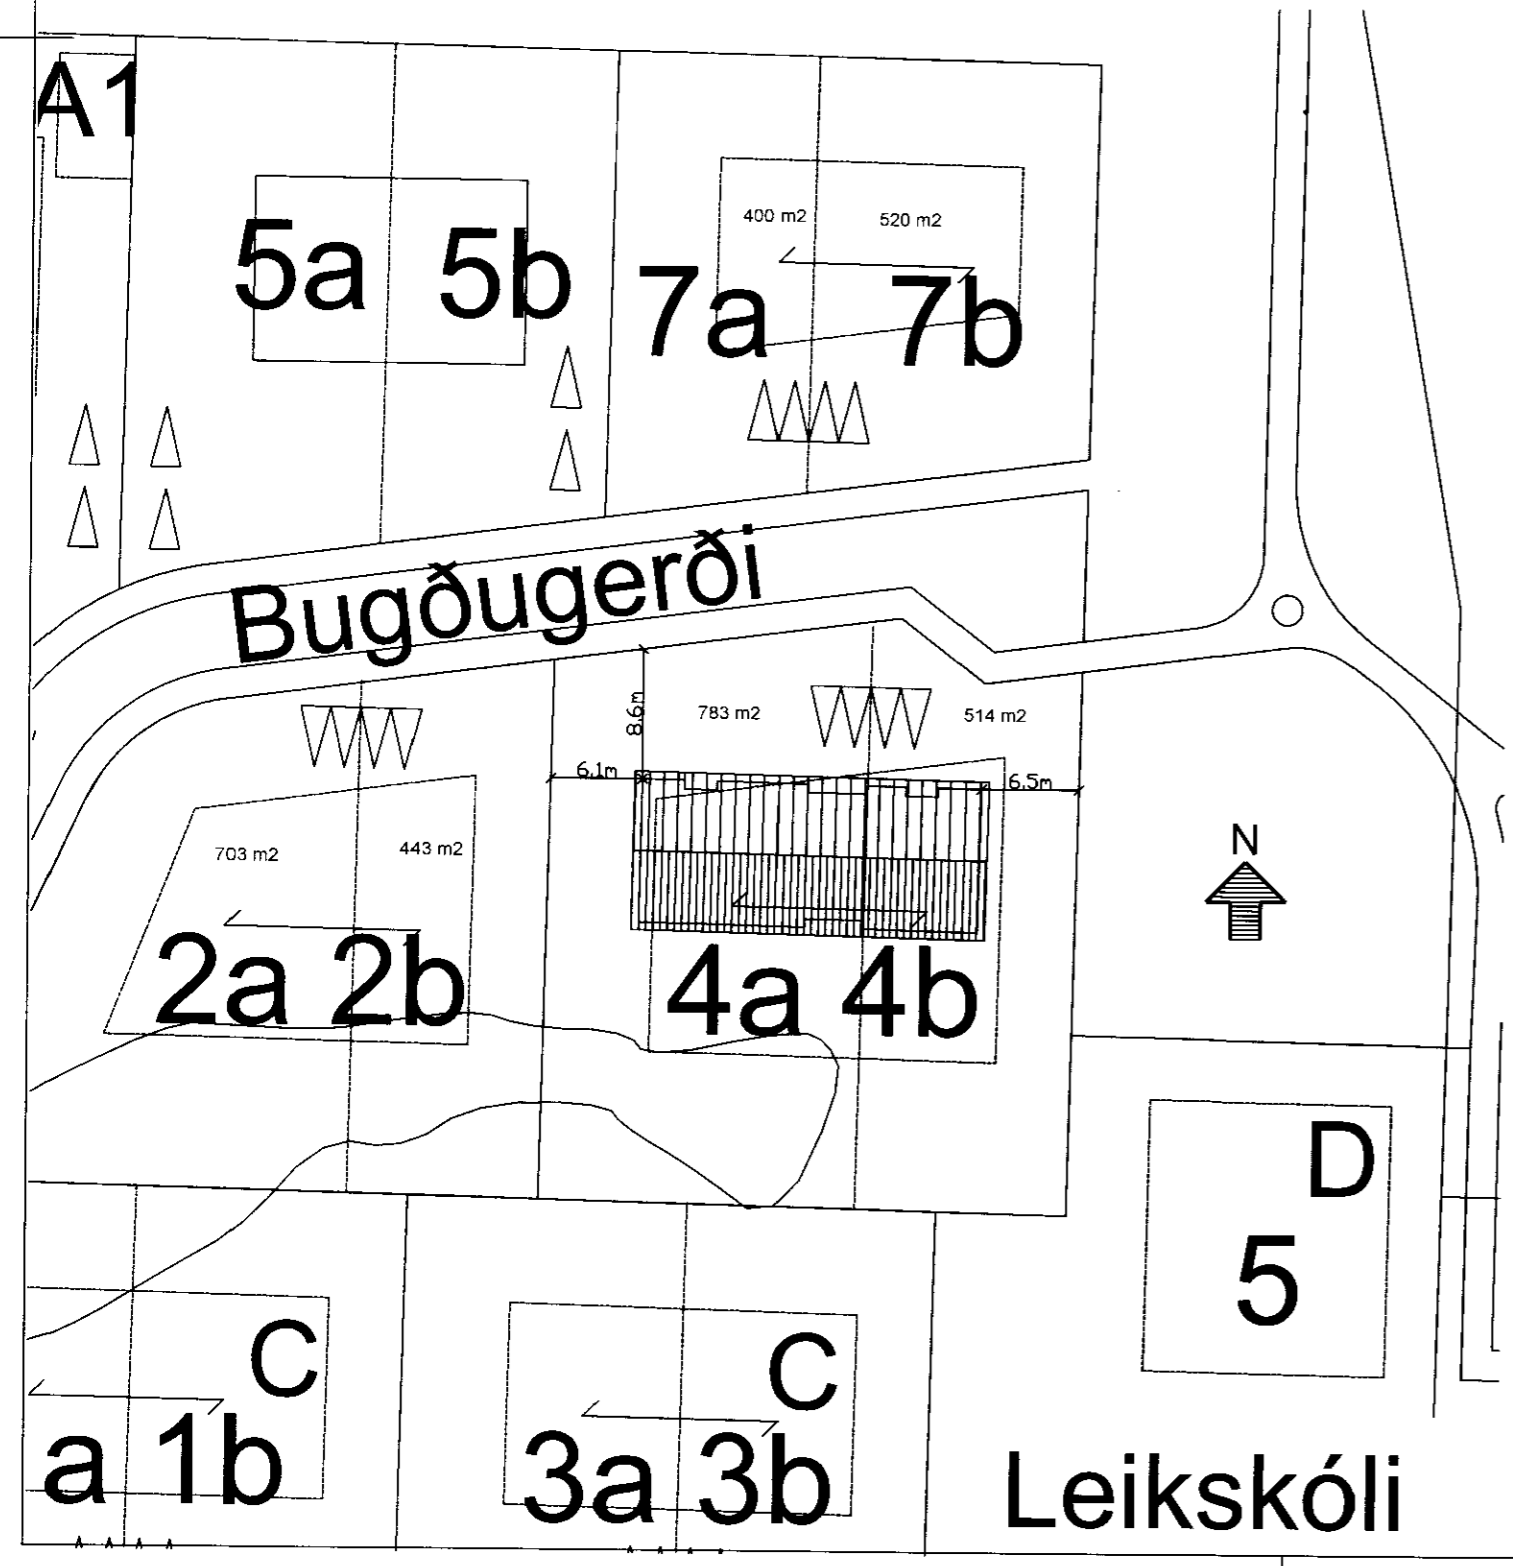 A1
5a 5b
400 m2 520 m2
7a 7b
Bugðugerði
8.6m
783 m2 514 m2
6.1m 6.5m
703 m2 443 m2
N
2a 2b
4a 4b
D
5
C
a 1b
C
3a 3b
Leikskóli